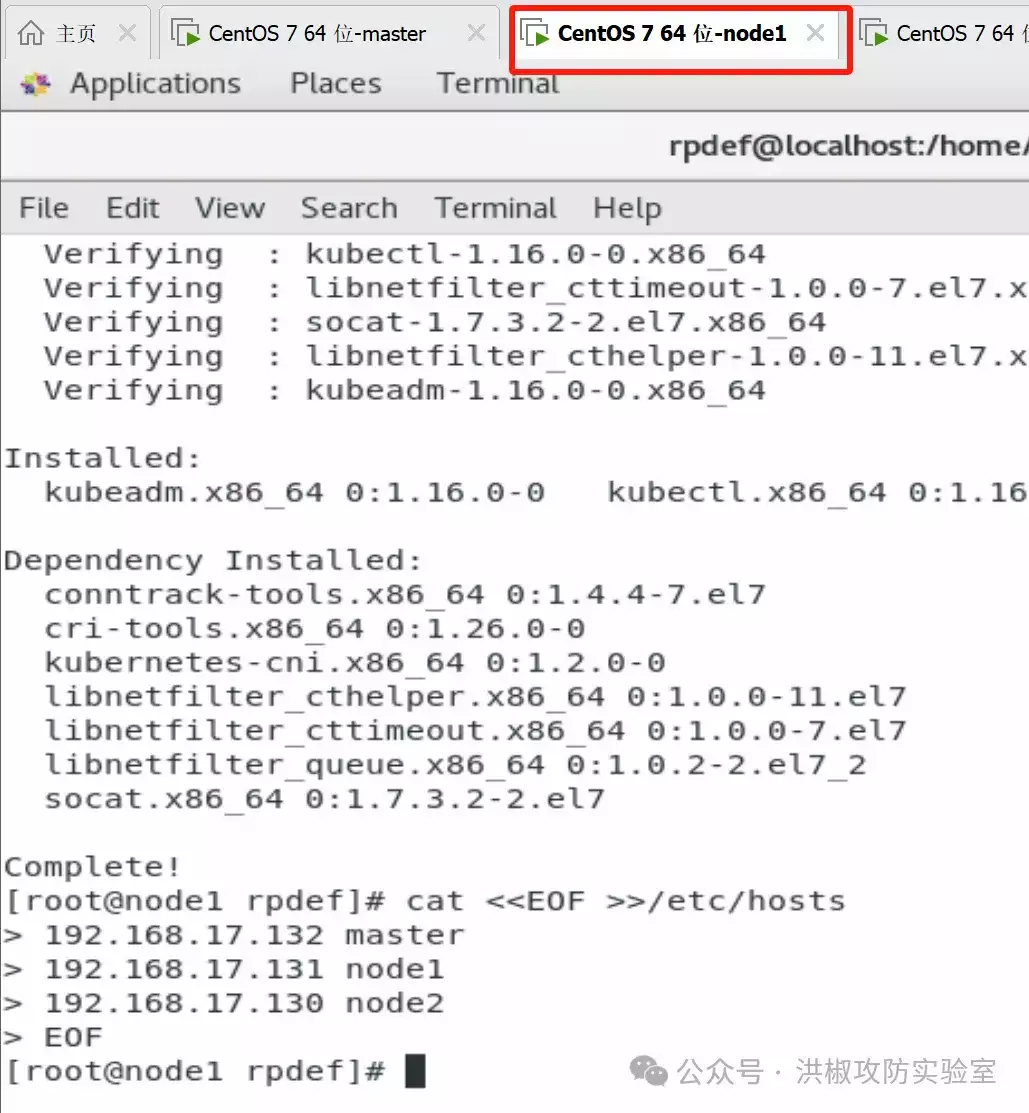 主页 CentOS 7 64 位-master CentOS 7 64 位-node1 CentOS 7 64
Applications Places Terminal
rpdef@localhost:/home/
File Edit View Search Terminal Help
Verifying : kubectl-1.16.0-0.x86_64
Verifying : libnetfilter_cttimeout-1.0.0-7.el7.x
Verifying : socat-1.7.3.2-2.el7.x86_64
Verifying : libnetfilter_cthelper-1.0.0-11.el7.x
Verifying : kubeadm-1.16.0-0.x86_64
Installed:
kubeadm.x86_64 0:1.16.0-0 kubectl.x86_64 0:1.16
Dependency Installed:
conntrack-tools.x86_64 0:1.4.4-7.el7
cri-tools.x86_64 0:1.26.0-0
kubernetes-cni.x86_64 0:1.2.0-0
libnetfilter_cthelper.x86_64 0:1.0.0-11.el7
libnetfilter_cttimeout.x86_64 0:1.0.0-7.el7
libnetfilter_queue.x86_64 0:1.0.2-2.el7_2
socat.x86_64 0:1.7.3.2-2.el7
Complete!
[root@node1 rpdef]# cat <<EOF >>/etc/hosts
> 192.168.17.132 master
> 192.168.17.131 node1
> 192.168.17.130 node2
> EOF
[root@node1 rpdef]#
公众号 · 洪椒攻防实验室